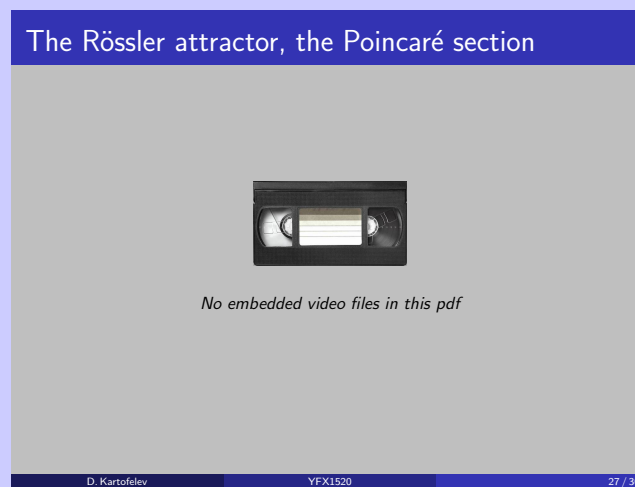 The Rössler attractor, the Poincaré section
No embedded video files in this pdf
D. Kartofelev YFX1520 27 / 3